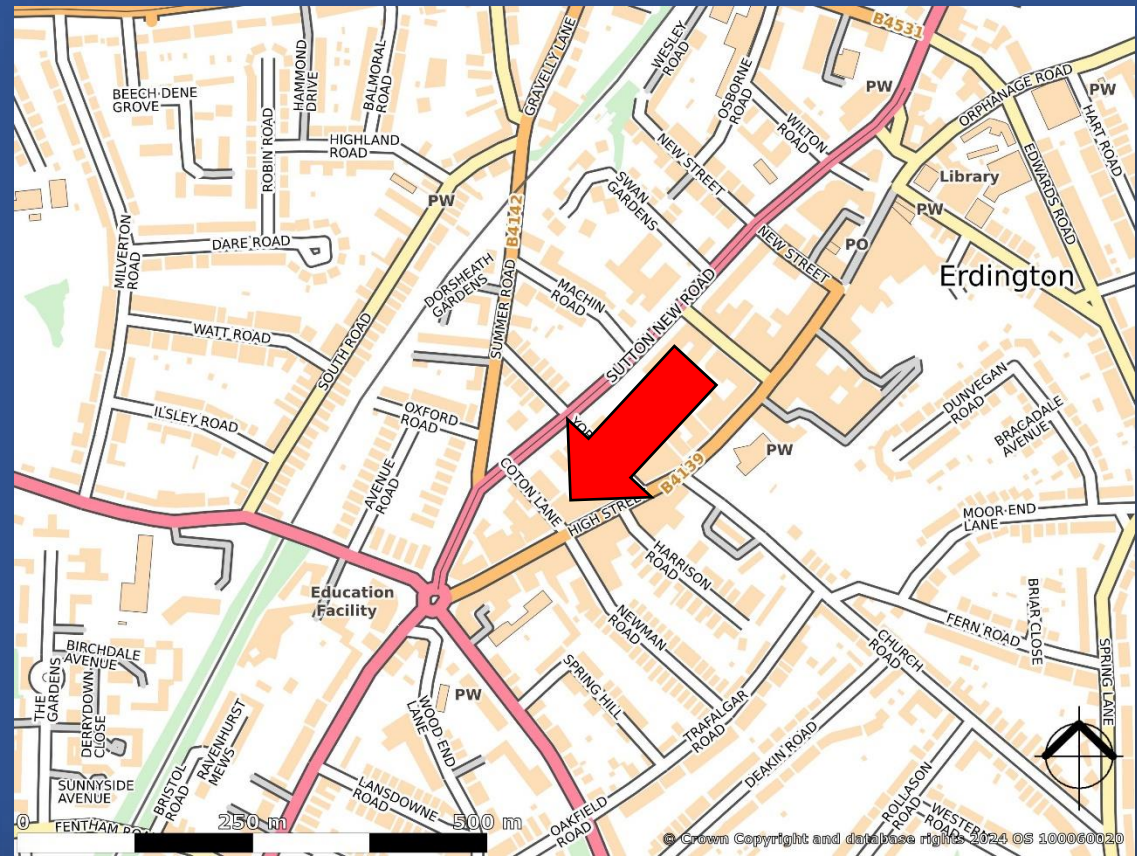 B4531
BEECH DENE
GROVE
HAMMOND
DRIVE
BALMORAL
ROAD
GRAVELLY LANE
WESLEY
ROAD
OSBORNE
ROAD
PW
ORPHANAGE ROAD
PW
HART ROAD
ROBIN ROAD
HIGHLAND
ROAD
WILTON
ROAD
NEW STREET
EDWARDS ROAD
Library
PW
SWAN
GARDENS
PW
B4142
MILVERTON
ROAD
DARE ROAD
NEW STREET
PO
Erdington
DORSHEATH
GARDENS
MACHIN
ROAD
SUTTON NEW ROAD
SUMMER ROAD
WATT ROAD
SOUTH ROAD
DUNVEGAN
ROAD
BRACADALE
AVENUE
ILSLEY ROAD
OXFORD
ROAD
PW
AVENUE
ROAD
COTON LANE
B4139
HIGH STREET
MOOR END
LANE
HARRISON
ROAD
Education
Facility
NEWMAN
ROAD
BRIAR CLOSE
FERN ROAD
CHURCH
ROAD
SPRING LANE
BIRCHDALE
AVENUE
THE
GARDENS
DERRYDOWN
CLOSE
SPRING HILL
PW
WOOD END
LANE
TRAFALGAR
ROAD
RAVENHURST
MEWS
DEAKIN ROAD
SUNNYSIDE
AVENUE
BRISTOL
ROAD
LANSDOWNE
ROAD
ROLLASON
ROAD
WESTERA
ROAD
OAKFIELD
ROAD
0 250 m 500 m
FENTHAM
© Crown Copyright and database rights 2024 OS 100060020